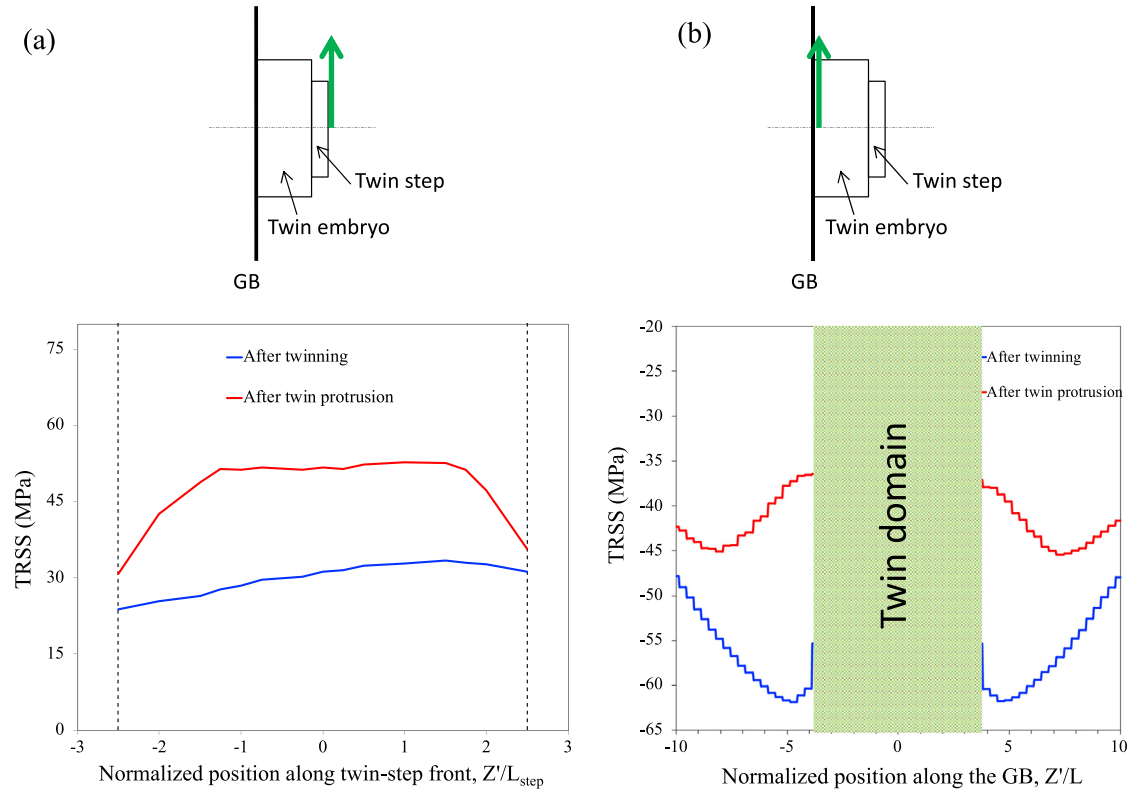 (a)
Twin step
Twin embryo
GB
(b)
Twin step
Twin embryo
GB
75
60
45
30
15
0
TRSS (MPa)
After twinning
After twin protrusion
-3
-2
-1
0
1
2
3
Normalized position along twin-step front, Z'/Lstep
-20
-25
-30
-35
-40
-45
-50
-55
-60
-65
TRSS (MPa)
After twinning
After twin protrusion
Twin domain
-10
-5
0
5
10
Normalized position along the GB, Z'/L